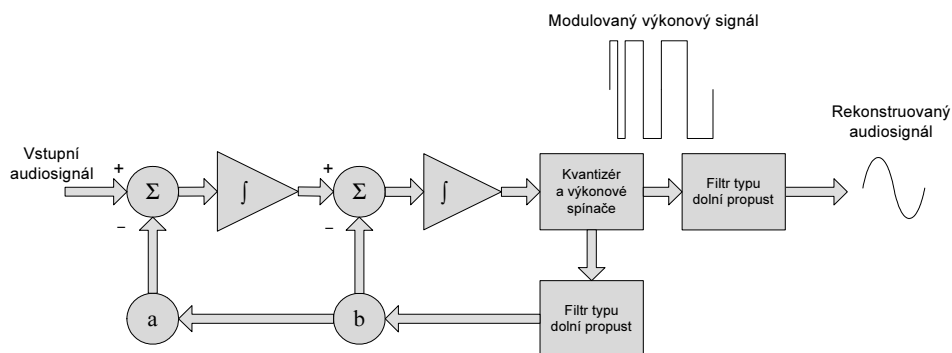 Modulovaný výkonový signál
Rekonstruovaný
audiosignál
Vstupní
audiosignál
+
Σ
−
∫
+
Σ
−
∫
Kvantizér
a výkonové
spínače
Filtr typu
dolní propust
a
b
Filtr typu
dolní propust